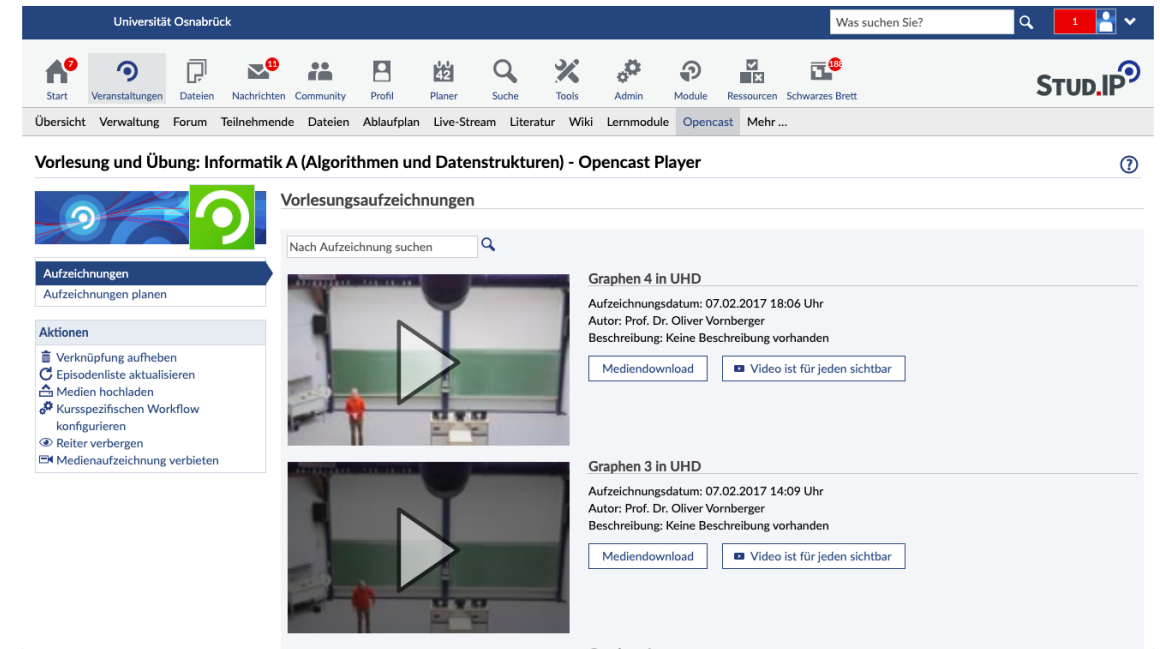 Universität Osnabrück
Was suchen Sie?
1
7
11
42
Start
Veranstaltungen
Dateien
Nachrichten
Community
Profil
Planer
Suche
Tools
Admin
Module
Ressourcen
Schwarzes Brett
STUD.IP
Übersicht Verwaltung Forum Teilnehmende Dateien Ablaufplan Live-Stream Literatur Wiki Lernmodule Opencast Mehr ...
Vorlesung und Übung: Informatik A (Algorithmen und Datenstrukturen) - Opencast Player
?
Aufzeichnungen
Aufzeichnungen planen
Aktionen
Verknüpfung aufheben
Episodenliste aktualisieren
Medien hochladen
Kursspezifischen Workflow
konfigurieren
Reiter verbergen
Medienaufzeichnung verbieten
Vorlesungsaufzeichnungen
Nach Aufzeichnung suchen
Graphen 4 in UHD
Aufzeichnungsdatum: 07.02.2017 18:06 Uhr
Autor: Prof. Dr. Oliver Vornberger
Beschreibung: Keine Beschreibung vorhanden
Mediendownload
Video ist für jeden sichtbar
Graphen 3 in UHD
Aufzeichnungsdatum: 07.02.2017 14:09 Uhr
Autor: Prof. Dr. Oliver Vornberger
Beschreibung: Keine Beschreibung vorhanden
Mediendownload
Video ist für jeden sichtbar